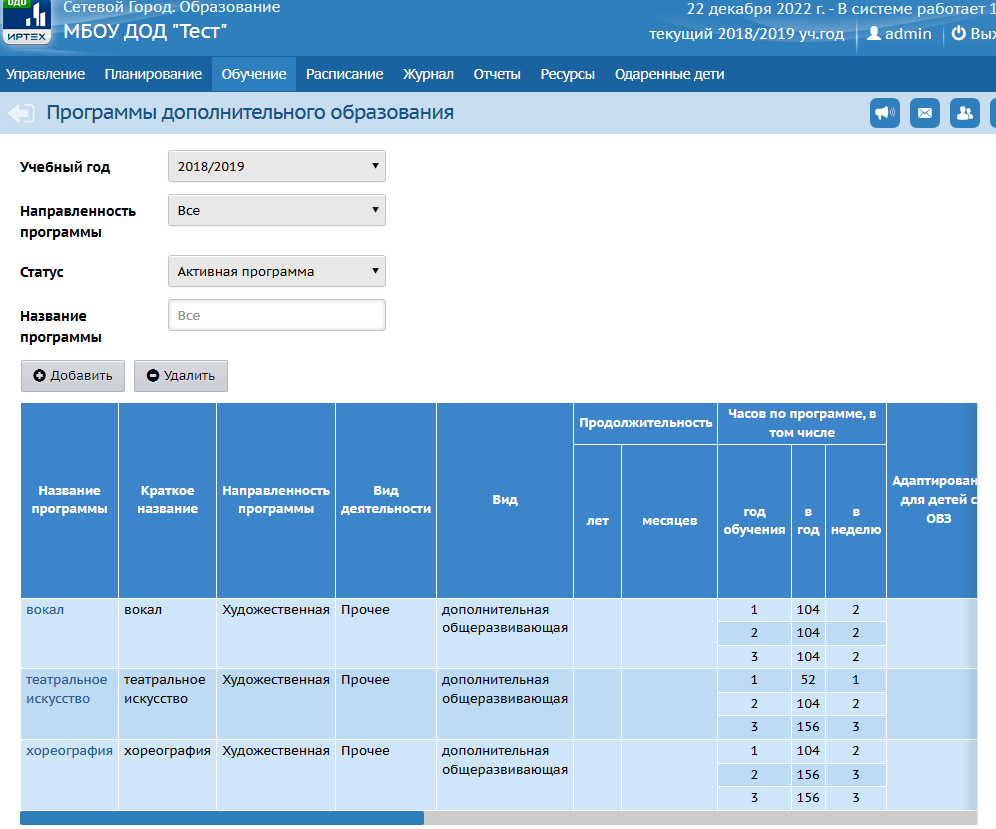 ОДО
ИРТЕХ
Сетевой Город. Образование
МБОУ ДОД "Тест"
22 декабря 2022 г. - В системе работает 1
текущий 2018/2019 уч.год
admin
Вых
Управление Планирование Обучение Расписание Журнал Отчеты Ресурсы Одаренные дети
Программы дополнительного образования
Учебный год 2018/2019
Направленность программы Все
Статус Активная программа
Название программы Все
Добавить Удалить
Название программы
Краткое название
Направленность программы
Вид деятельности
Вид
Продолжительность
лет месяцев
Часов по программе, в том числе
год обучения
в год
в неделю
Адаптирован
для детей с
ОВЗ
вокал вокал Художественная Прочее дополнительная общеразвивающая
1 104 2
2 104 2
3 104 2
театральное искусство театральное искусство Художественная Прочее дополнительная общеразвивающая
1 52 1
2 104 2
3 156 3
хореография хореография Художественная Прочее дополнительная общеразвивающая
1 104 2
2 156 3
3 156 3